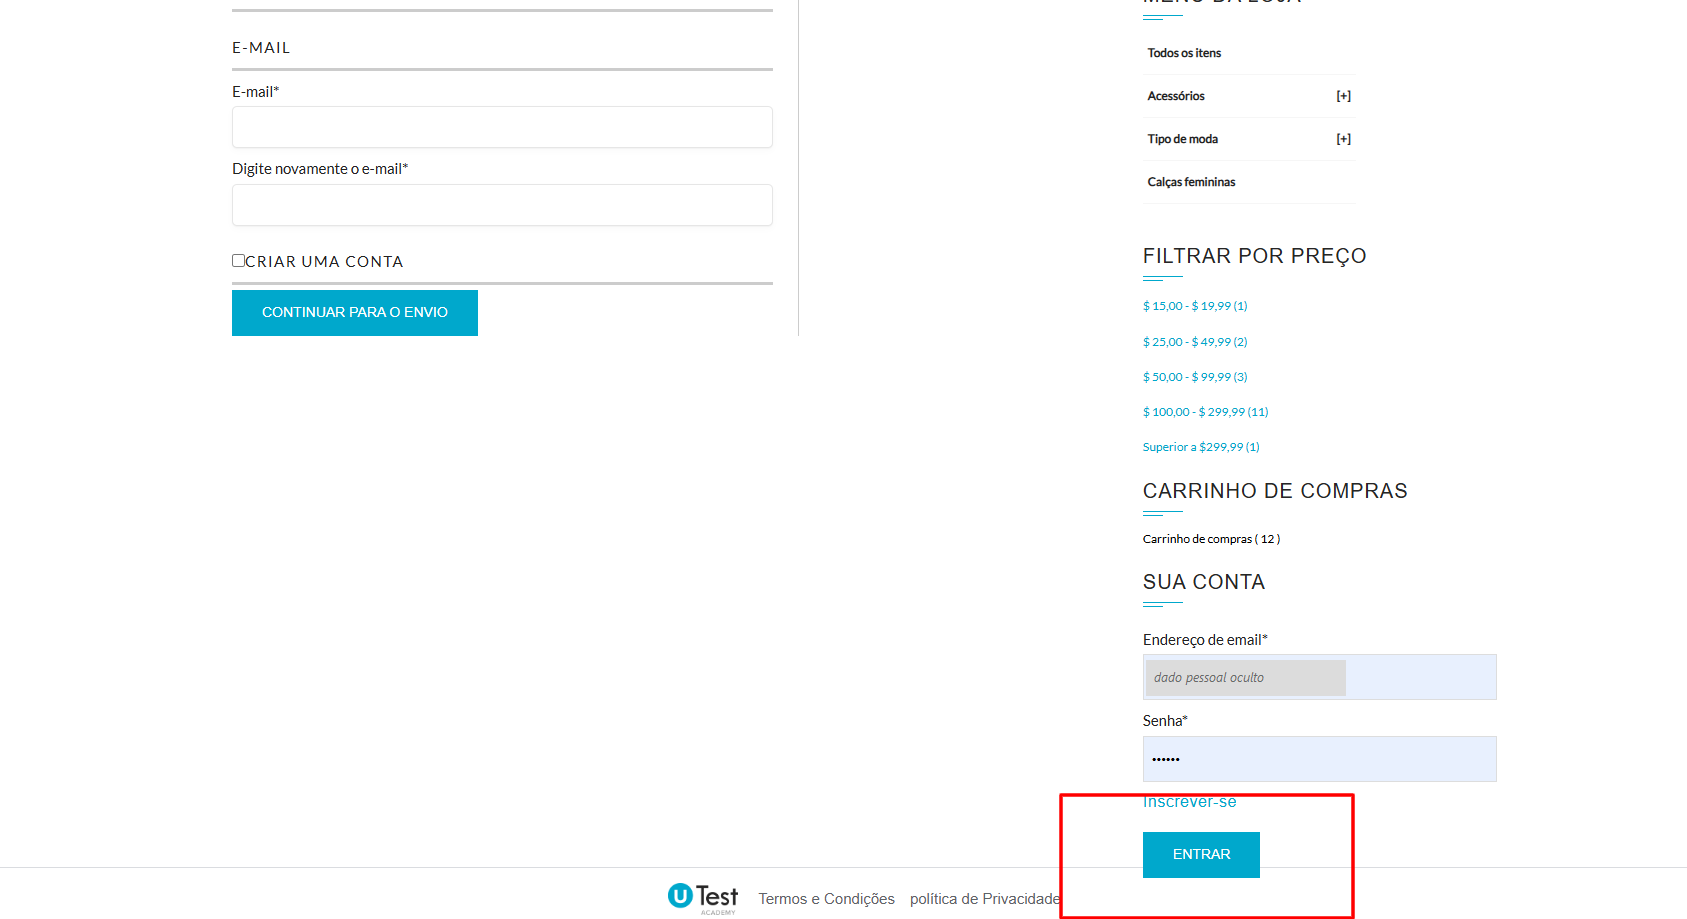 E-MAIL
E-mail*
Digite novamente o e-mail*
CRIAR UMA CONTA
CONTINUAR PARA O ENVIO
MENU DA LOJA
Todos os itens
Acessórios [+]
Tipo de moda [+]
Calças femininas
FILTRAR POR PREÇO
$ 15,00 - $ 19,99 (1)
$ 25,00 - $ 49,99 (2)
$ 50,00 - $ 99,99 (3)
$ 100,00 - $ 299,99 (11)
Superior a $299,99 (1)
CARRINHO DE COMPRAS
Carrinho de compras ( 12 )
SUA CONTA
Endereço de email*
dado pessoal oculto
Senha*
••••••
Inscrever-se
ENTRAR
U Test ACADEMY
Termos e Condições política de Privacidade